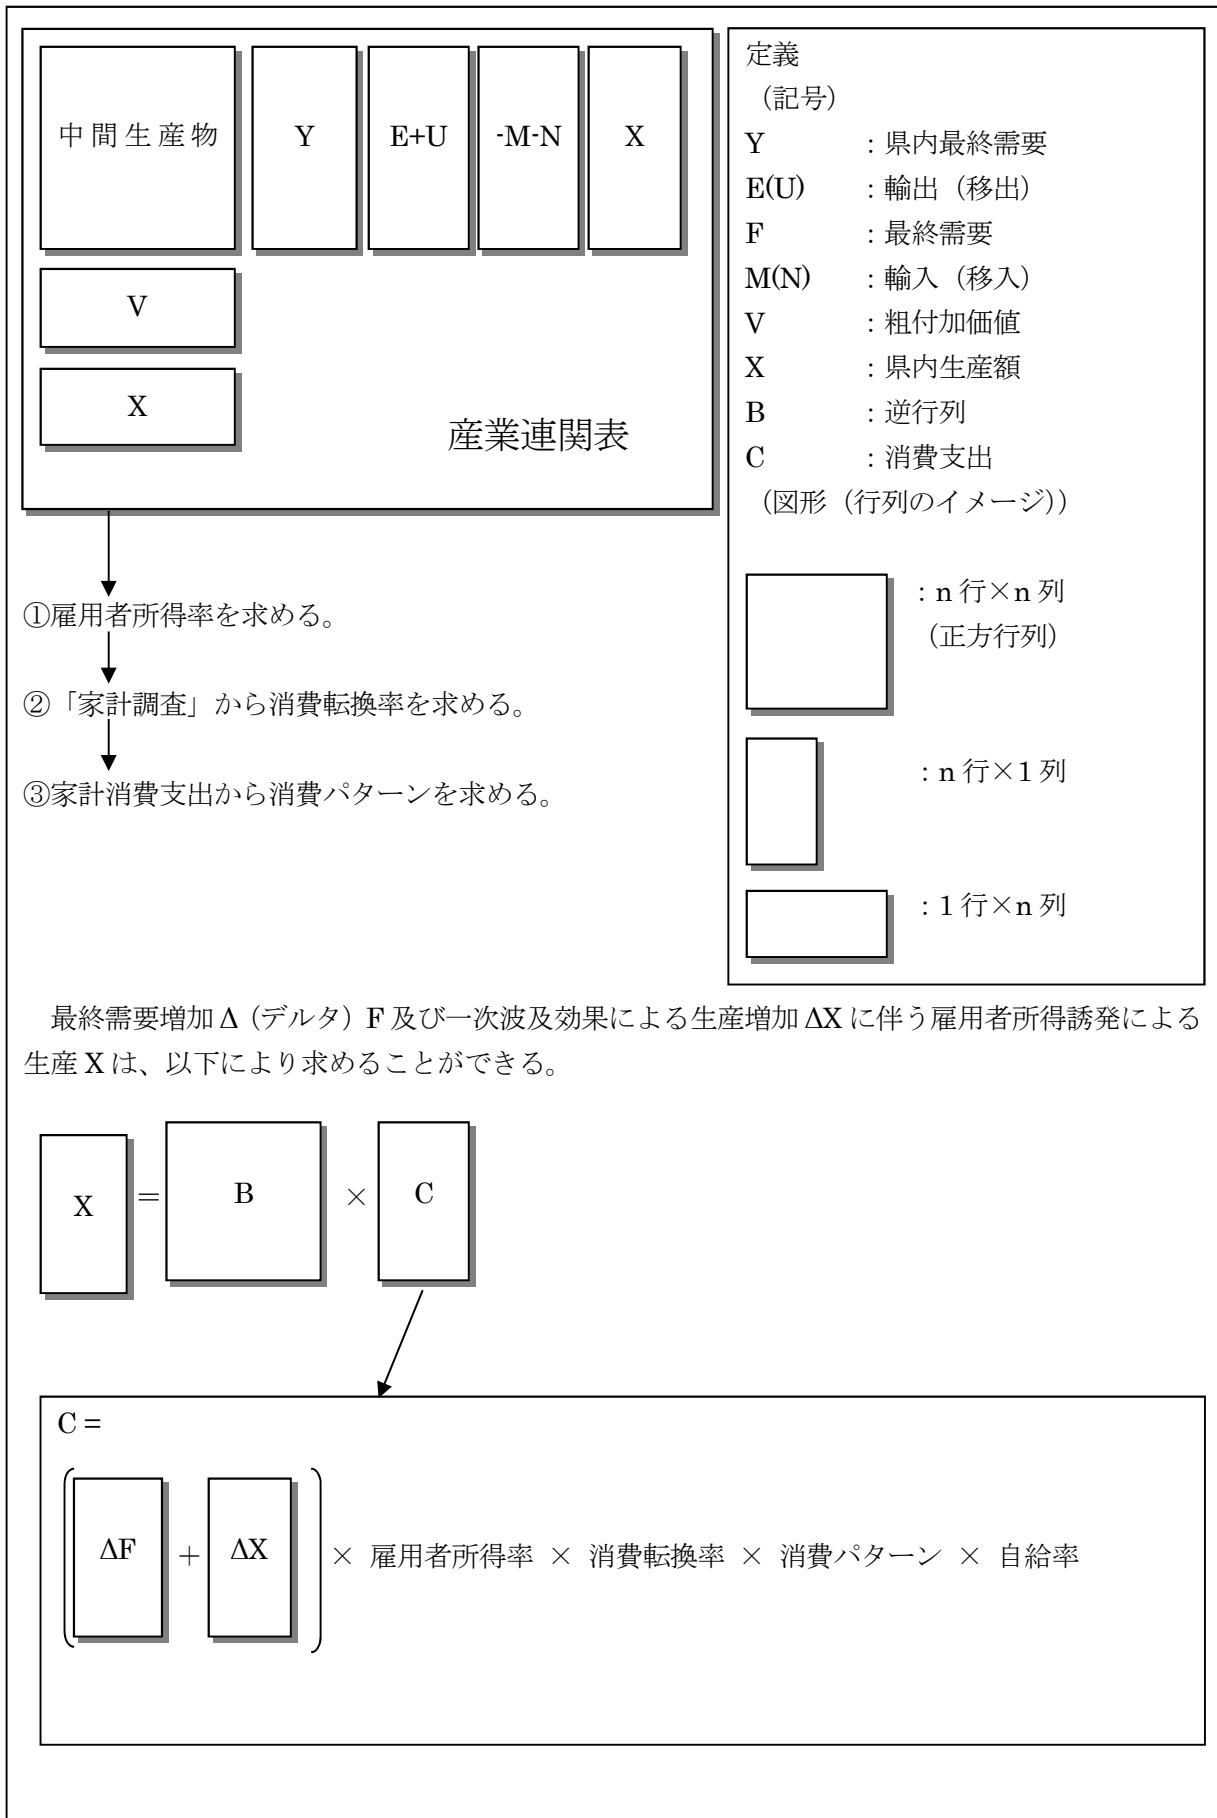 中間生産物
Y
E+U
-M-N
X
V
X
産業連関表
定義
（記号）
Y ：県内最終需要
E(U) ：輸出（移出）
F ：最終需要
M(N) ：輸入（移入）
V ：粗付加価値
X ：県内生産額
B ：逆行列
C ：消費支出
（図形（行列のイメージ））
：n 行×n 列
（正方行列）
：n 行×1 列
：1 行×n 列
①雇用者所得率を求める。
②「家計調査」から消費転換率を求める。
③家計消費支出から消費パターンを求める。
最終需要増加 Δ（デルタ）F 及び一次波及効果による生産増加 ΔX に伴う雇用者所得誘発による
生産 X は、以下により求めることができる。
X ＝ B × C
C =
(ΔF + ΔX) × 雇用者所得率 × 消費転換率 × 消費パターン × 自給率